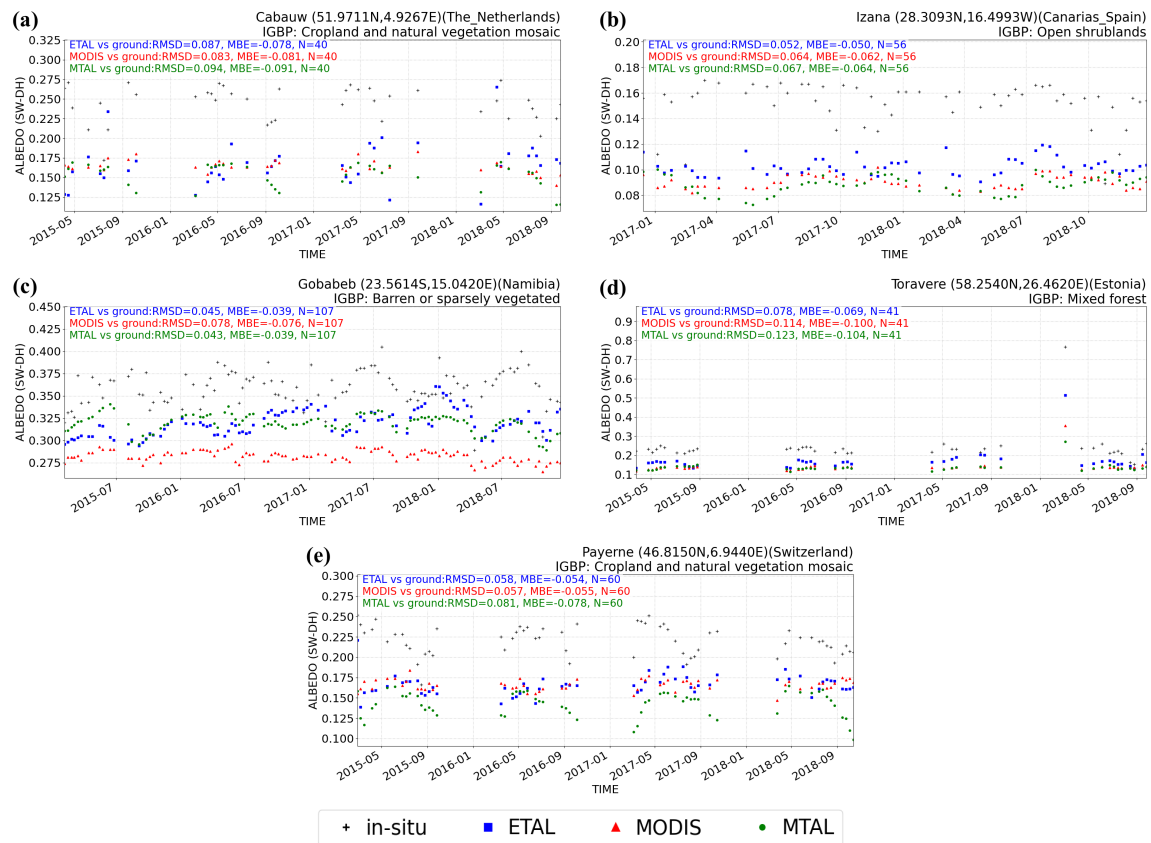 (a)
Cabauw (51.9711N,4.9267E)(The_Netherlands)
IGBP: Cropland and natural vegetation mosaic
ETAL vs ground:RMSD=0.087, MBE=-0.078, N=40
MODIS vs ground:RMSD=0.083, MBE=-0.081, N=40
MTAL vs ground:RMSD=0.094, MBE=-0.091, N=40
ALBEDO (SW-DH)
0.325
0.300
0.275
0.250
0.225
0.200
0.175
0.150
0.125
2015-05
2015-09
2016-01
2016-05
2016-09
2017-01
2017-05
2017-09
2018-01
2018-05
2018-09
TIME
(b)
Izana (28.3093N,16.4993W)(Canarias_Spain)
IGBP: Open shrublands
ETAL vs ground:RMSD=0.052, MBE=-0.050, N=56
MODIS vs ground:RMSD=0.064, MBE=-0.062, N=56
MTAL vs ground:RMSD=0.067, MBE=-0.064, N=56
ALBEDO (SW-DH)
0.20
0.18
0.16
0.14
0.12
0.10
0.08
2017-01
2017-04
2017-07
2017-10
2018-01
2018-04
2018-07
2018-10
TIME
(c)
Gobabeb (23.5614S,15.0420E)(Namibia)
IGBP: Barren or sparsely vegetated
ETAL vs ground:RMSD=0.045, MBE=-0.039, N=107
MODIS vs ground:RMSD=0.078, MBE=-0.076, N=107
MTAL vs ground:RMSD=0.043, MBE=-0.039, N=107
ALBEDO (SW-DH)
0.450
0.425
0.400
0.375
0.350
0.325
0.300
0.275
2015-07
2016-01
2016-07
2017-01
2017-07
2018-01
2018-07
TIME
(d)
Toravere (58.2540N,26.4620E)(Estonia)
IGBP: Mixed forest
ETAL vs ground:RMSD=0.078, MBE=-0.069, N=41
MODIS vs ground:RMSD=0.114, MBE=-0.100, N=41
MTAL vs ground:RMSD=0.123, MBE=-0.104, N=41
ALBEDO (SW-DH)
0.9
0.8
0.7
0.6
0.5
0.4
0.3
0.2
0.1
2015-05
2015-09
2016-01
2016-05
2016-09
2017-01
2017-05
2017-09
2018-01
2018-05
2018-09
TIME
(e)
Payerne (46.8150N,6.9440E)(Switzerland)
IGBP: Cropland and natural vegetation mosaic
ETAL vs ground:RMSD=0.058, MBE=-0.054, N=60
MODIS vs ground:RMSD=0.057, MBE=-0.055, N=60
MTAL vs ground:RMSD=0.081, MBE=-0.078, N=60
ALBEDO (SW-DH)
0.300
0.275
0.250
0.225
0.200
0.175
0.150
0.125
0.100
2015-05
2015-09
2016-01
2016-05
2016-09
2017-01
2017-05
2017-09
2018-01
2018-05
2018-09
TIME
in-situ
ETAL
MODIS
MTAL